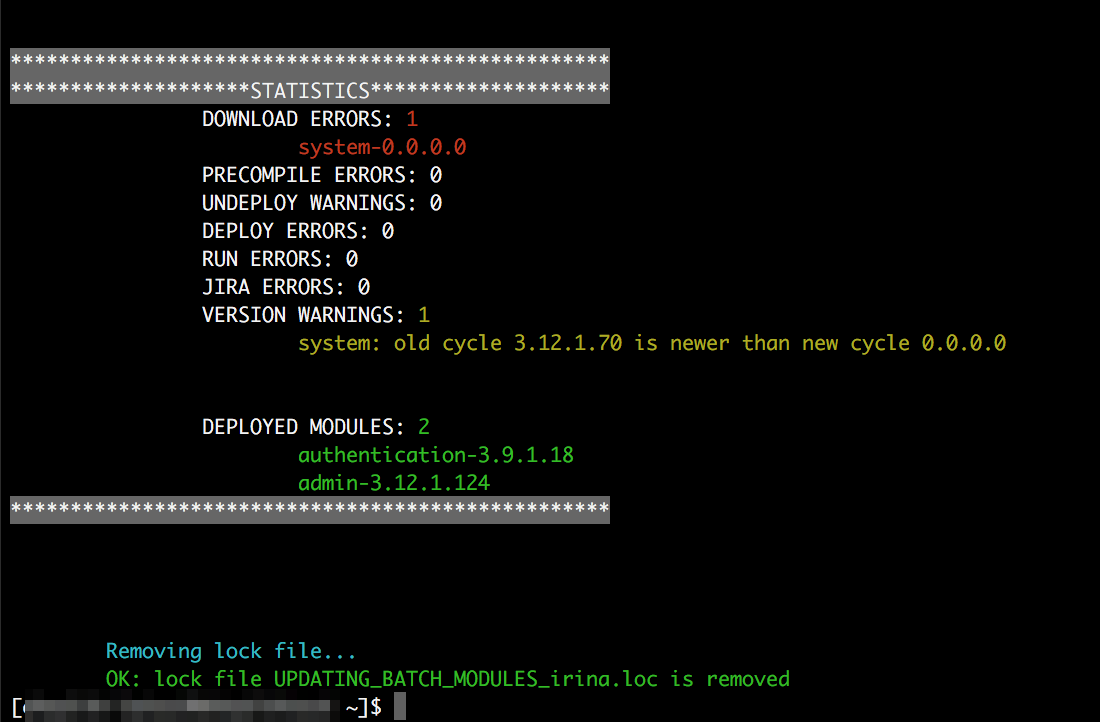 **************************************************
********************STATISTICS********************
DOWNLOAD ERRORS: 1
system-0.0.0.0
PRECOMPILE ERRORS: 0
UNDEPLOY WARNINGS: 0
DEPLOY ERRORS: 0
RUN ERRORS: 0
JIRA ERRORS: 0
VERSION WARNINGS: 1
system: old cycle 3.12.1.70 is newer than new cycle 0.0.0.0
DEPLOYED MODULES: 2
authentication-3.9.1.18
admin-3.12.1.124
**************************************************
Removing lock file...
OK: lock file UPDATING_BATCH_MODULES_irina.loc is removed
[ ~]$